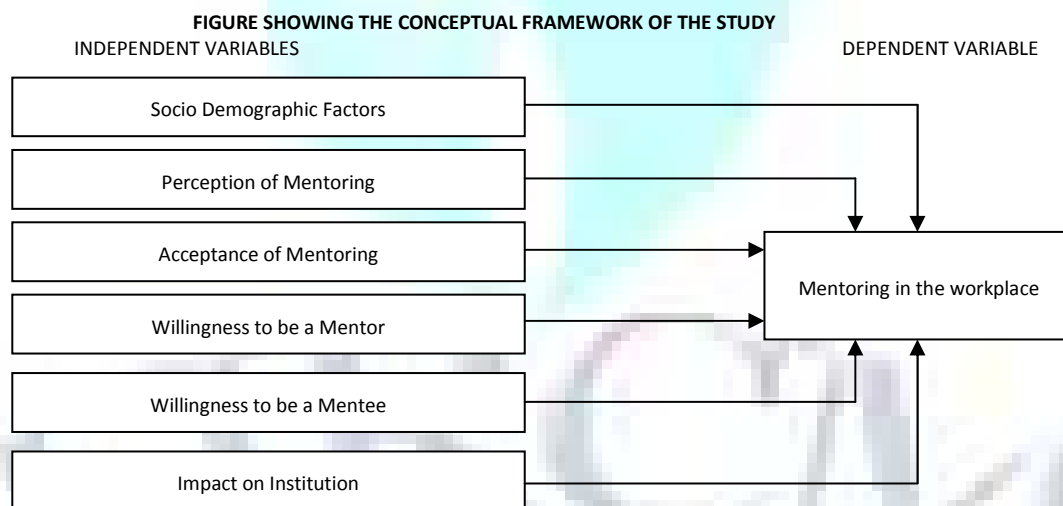 FIGURE SHOWING THE CONCEPTUAL FRAMEWORK OF THE STUDY
INDEPENDENT VARIABLES
DEPENDENT VARIABLE
Socio Demographic Factors
Perception of Mentoring
Acceptance of Mentoring
Willingness to be a Mentor
Willingness to be a Mentee
Impact on Institution
Mentoring in the workplace